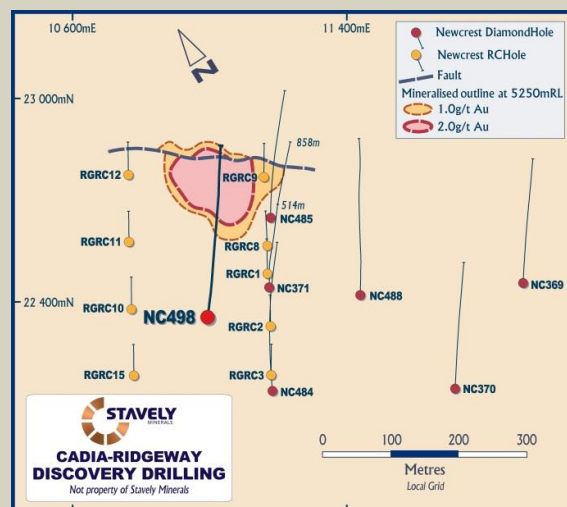 10 600mE
11 400mE
Newcrest DiamondHole
Newcrest RCHole
Fault
Mineralised outline at 5250mRL
1.0g/t Au
2.0g/t Au
N
23 000mN
858m
RGRC12
RGRC9
514m
NC485
RGRC11
RGRC8
RGRC1
NC371
NC488
NC369
22 400mN
RGRC10
NC498
RGRC2
RGRC15
RGRC3
NC484
NC370
STAVELY
MINERALS
CADIA-RIDGEWAY
DISCOVERY DRILLING
Not property of Stavely Minerals
0 100 200 300
Metres
Local Grid